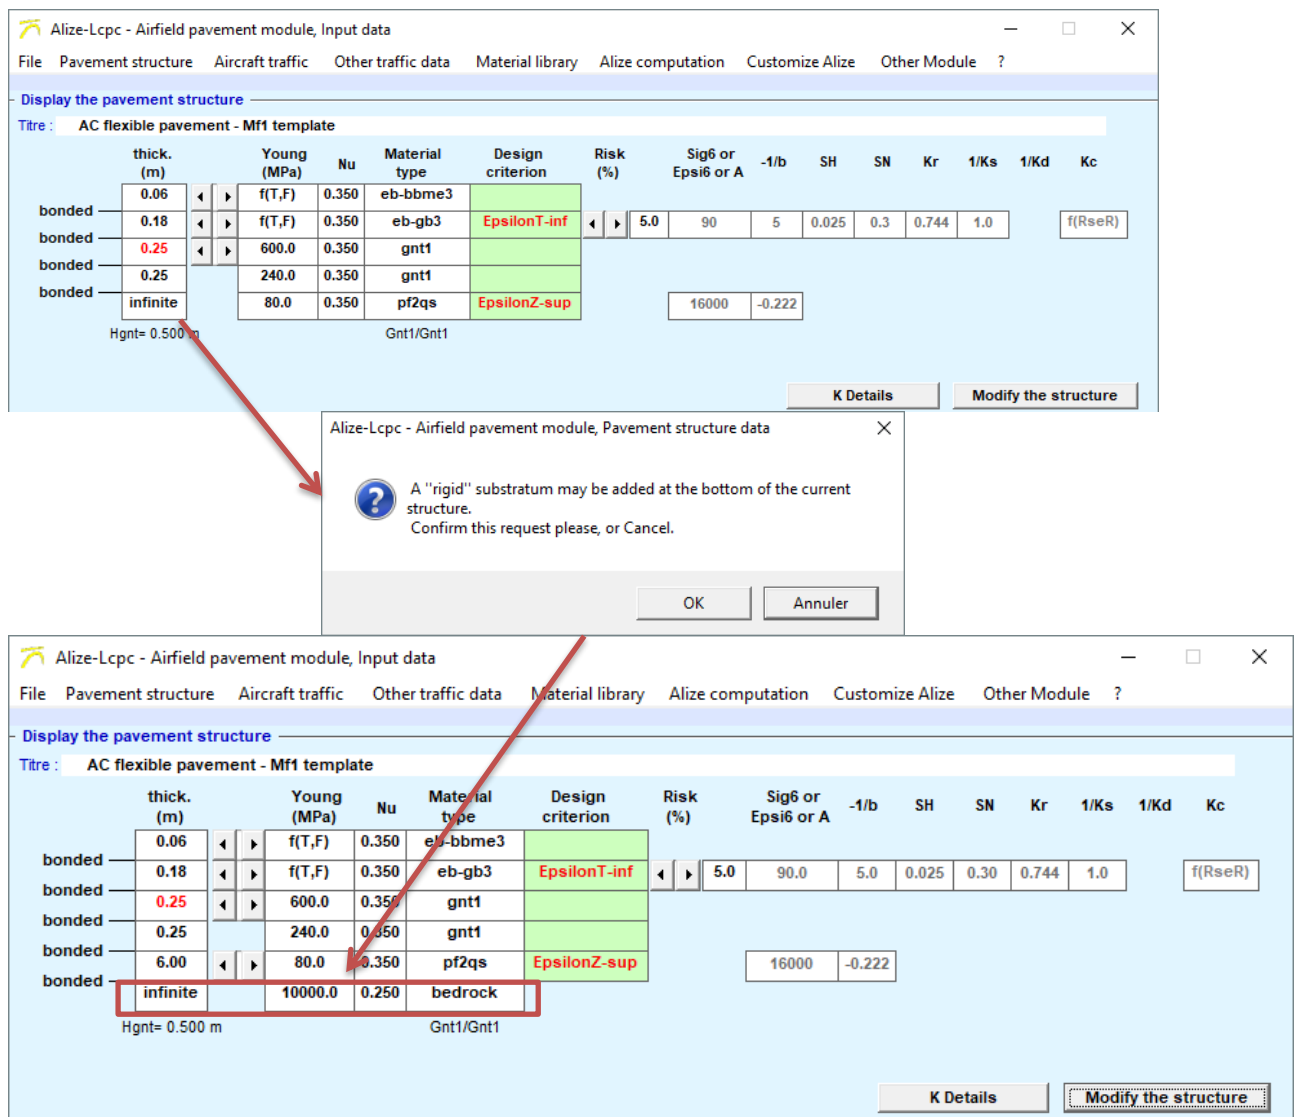 Alize-Lcpc - Airfield pavement module, Input data
File Pavement structure Aircraft traffic Other traffic data Material library Alize computation Customize Alize Other Module ?
Display the pavement structure
Titre : AC flexible pavement - Mf1 template
thick. (m) Young (MPa) Nu Material type Design criterion Risk (%) Sig6 or Epsi6 or A -1/b SH SN Kr 1/Ks 1/Kd Kc
0.06 f(T,F) 0.350 eb-bbme3
bonded
0.18 f(T,F) 0.350 eb-gb3 EpsilonT-inf 5.0 90 5 0.025 0.3 0.744 1.0 f(RseR)
bonded
0.25 600.0 0.350 gnt1
bonded
0.25 240.0 0.350 gnt1
bonded
infinite 80.0 0.350 pf2qs EpsilonZ-sup 16000 -0.222
Hgnt= 0.500 m Gnt1/Gnt1
K Details Modify the structure
Alize-Lcpc - Airfield pavement module, Pavement structure data
A "rigid" substratum may be added at the bottom of the current
structure.
Confirm this request please, or Cancel.
OK Annuler
Alize-Lcpc - Airfield pavement module, Input data
File Pavement structure Aircraft traffic Other traffic data Material library Alize computation Customize Alize Other Module ?
Display the pavement structure
Titre : AC flexible pavement - Mf1 template
thick. (m) Young (MPa) Nu Material type Design criterion Risk (%) Sig6 or Epsi6 or A -1/b SH SN Kr 1/Ks 1/Kd Kc
0.06 f(T,F) 0.350 eb-bbme3
bonded
0.18 f(T,F) 0.350 eb-gb3 EpsilonT-inf 5.0 90.0 5.0 0.025 0.30 0.744 1.0 f(RseR)
bonded
0.25 600.0 0.350 gnt1
bonded
0.25 240.0 0.350 gnt1
bonded
6.00 80.0 0.350 pf2qs EpsilonZ-sup 16000 -0.222
bonded
infinite 10000.0 0.250 bedrock
Hgnt= 0.500 m Gnt1/Gnt1
K Details Modify the structure